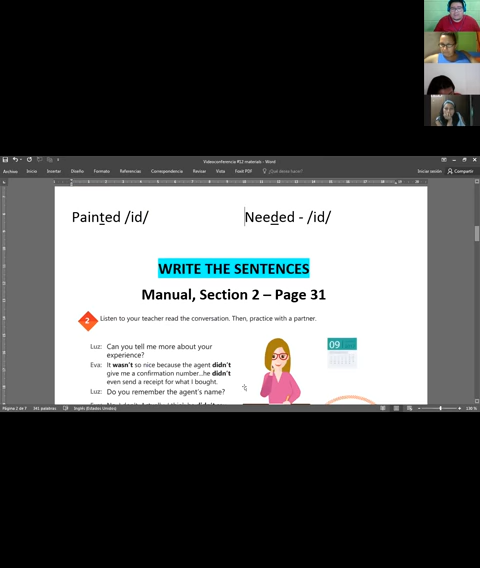 Videoconferencia #12 materials - Word
Archivo Inicio Insertar Diseño Formato Referencias Correspondencia Revisar Vista Foxit PDF ¿Qué desea hacer? Iniciar sesión Compartir
Painted /id/ Needed - /id/
WRITE THE SENTENCES
Manual, Section 2 – Page 31
2 Listen to your teacher read the conversation. Then, practice with a partner.
Luz: Can you tell me more about your
experience?
Eva: It wasn't so nice because the agent didn't
give me a confirmation number...he didn't
even send a receipt for what I bought.
Luz: Do you remember the agent's name?
09
Página 2 de 7 345 palabras Inglés (Estados Unidos) 150 %